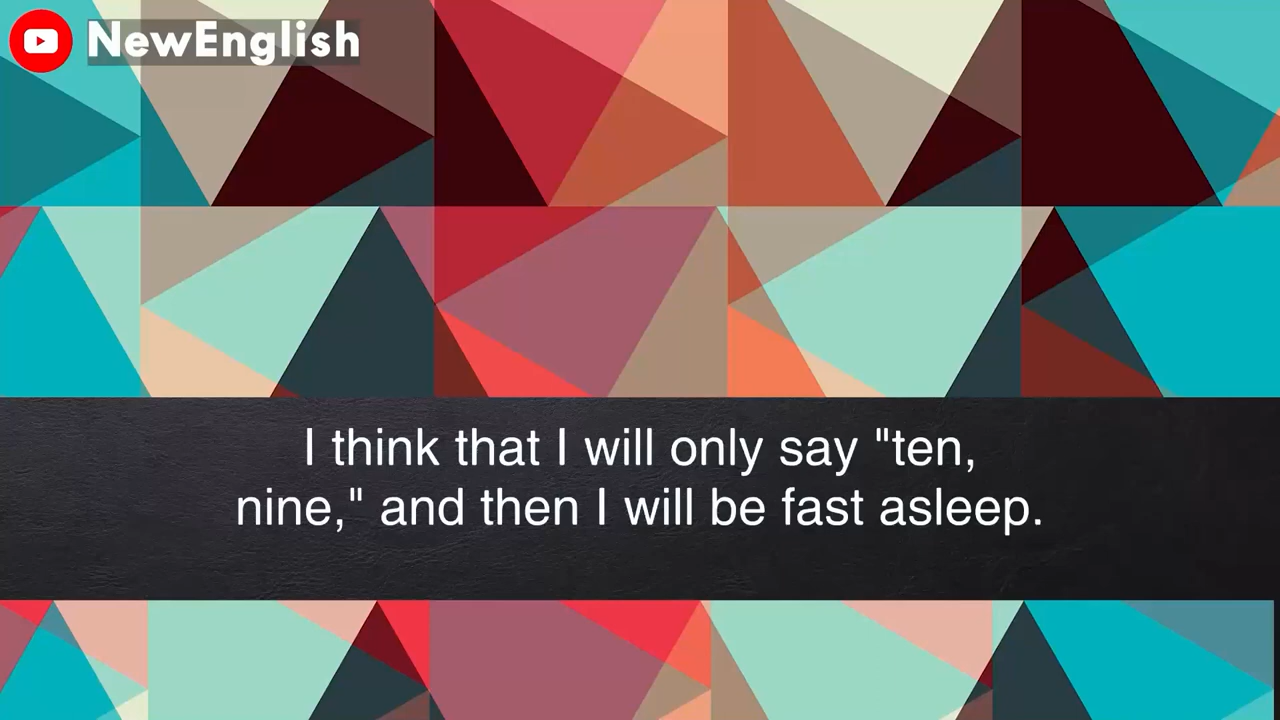 NewEnglish
I think that I will only say "ten,
nine," and then I will be fast asleep.